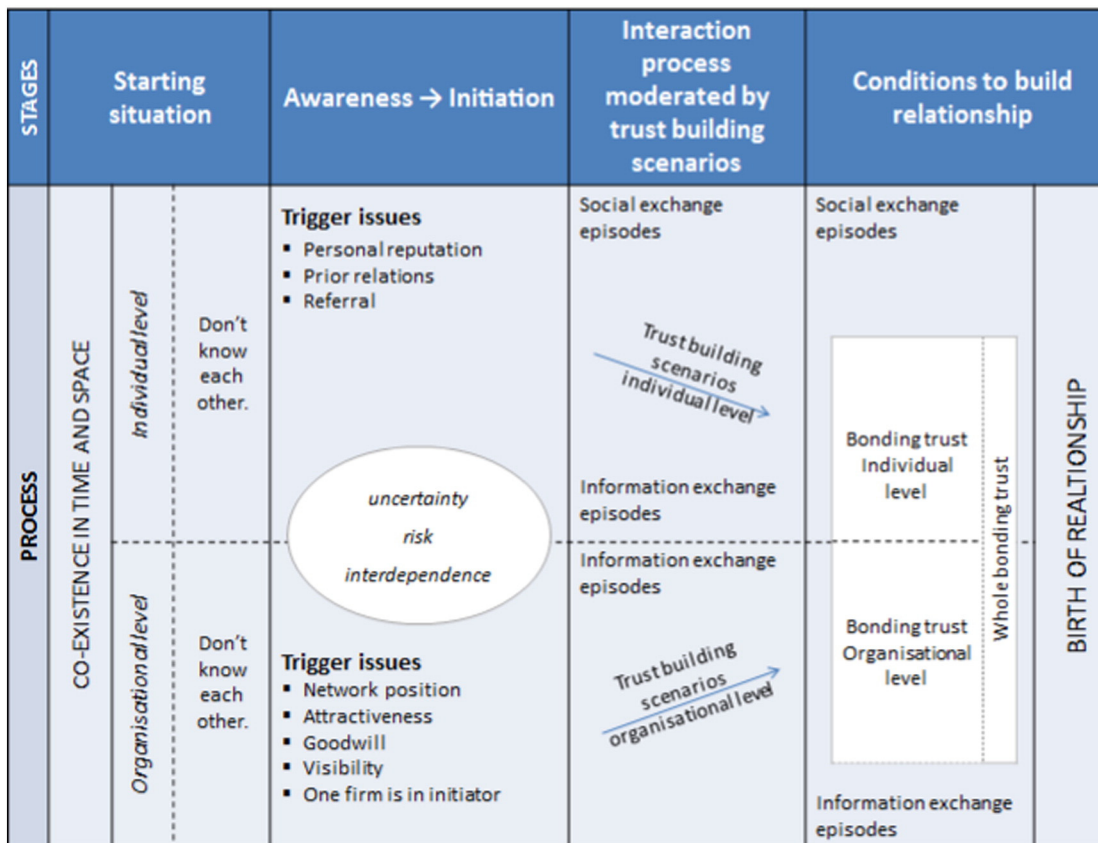 STAGES
Starting
situation
Awareness → Initiation
Interaction
process
moderated by
trust building
scenarios
Conditions to build
relationship
PROCESS
CO-EXISTENCE IN TIME AND SPACE
Individual level
Don't
know
each
other.
Trigger issues
▪ Personal reputation
▪ Prior relations
▪ Referral
Social exchange
episodes
Trust building
scenarios
individual level
Information exchange
episodes
Social exchange
episodes
Bonding trust
Individual
level
Whole bonding trust
BIRTH OF REALTIONSHIP
uncertainty
risk
interdependence
Organisational level
Don't
know
each
other.
Trigger issues
▪ Network position
▪ Attractiveness
▪ Goodwill
▪ Visibility
▪ One firm is in initiator
Information exchange
episodes
Trust building
scenarios
organisational level
Bonding trust
Organisational
level
Information exchange
episodes